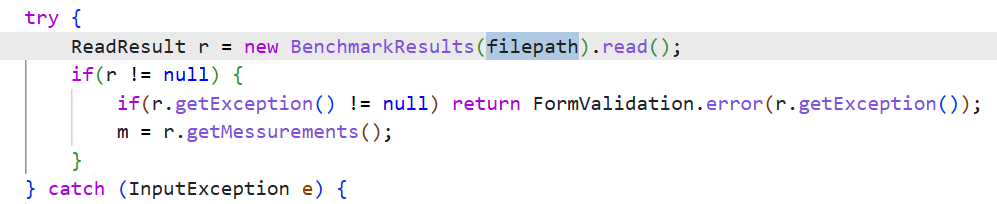 try {
ReadResult r = new BenchmarkResults(filepath).read();
if(r != null) {
if(r.getException() != null) return FormValidation.error(r.getException());
m = r.getMessurements();
}
} catch (InputException e) {